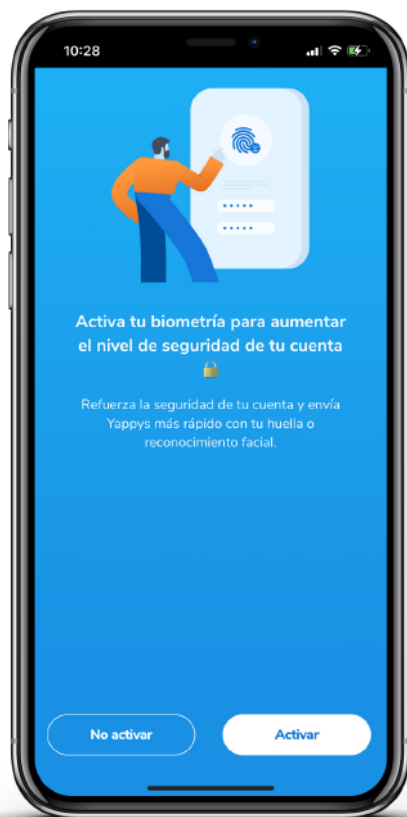 10:28
Activa tu biometría para aumentar
el nivel de seguridad de tu cuenta
🔒
Refuerza la seguridad de tu cuenta y envía
Yappys más rápido con tu huella o
reconocimiento facial.
No activar
Activar